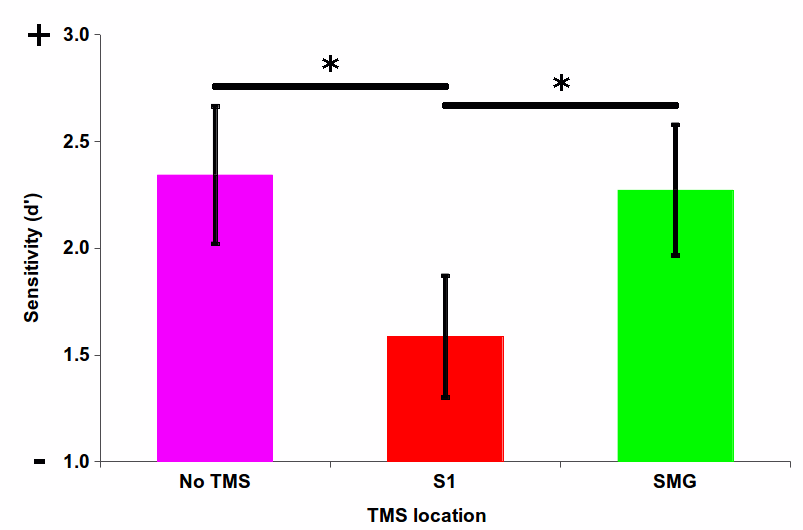 +
3.0
*
*
2.5
Sensitivity (d')
2.0
1.5
- 1.0
No TMS S1 SMG
TMS location